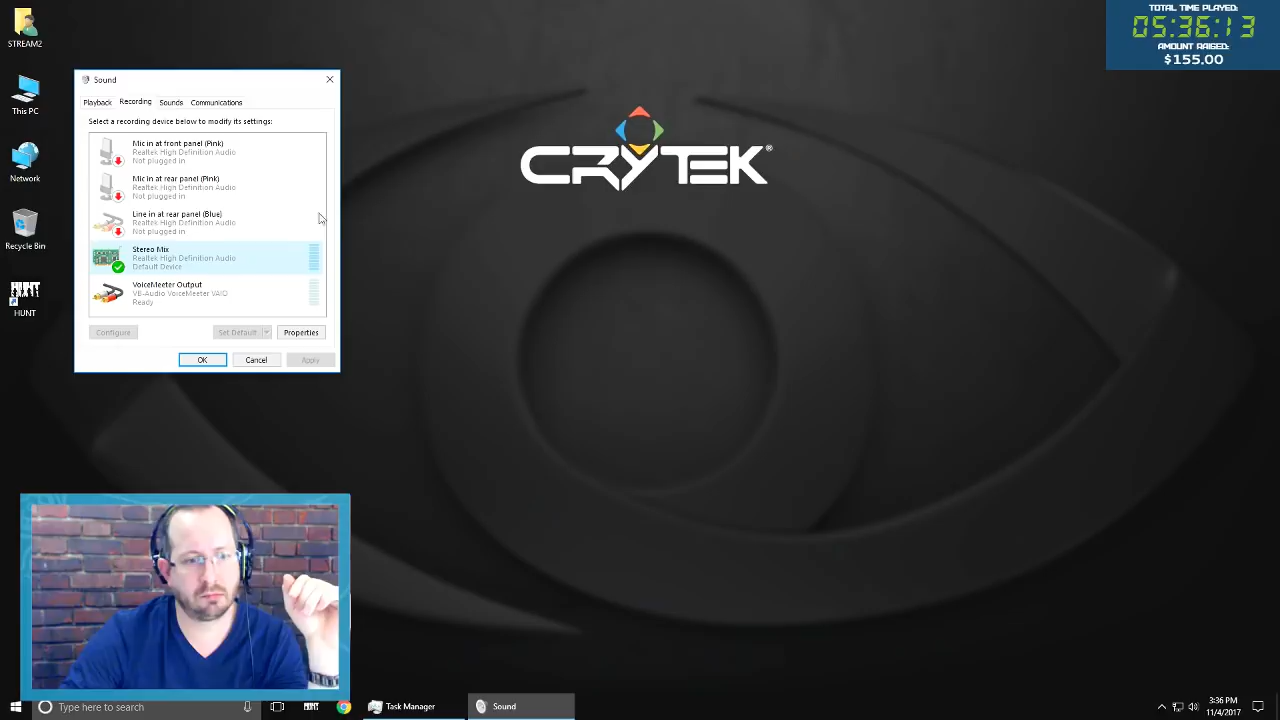 STREAM2
This PC
Network
Recycle Bin
HUNT
HUNT
Sound
Playback
Recording
Sounds
Communications
Select a recording device below to modify its settings:
Mic in at front panel (Pink)
Realtek High Definition Audio
Not plugged in
Mic in at rear panel (Pink)
Realtek High Definition Audio
Not plugged in
Line in at rear panel (Blue)
Realtek High Definition Audio
Not plugged in
Stereo Mix
Realtek High Definition Audio
Default Device
VoiceMeeter Output
VB-Audio VoiceMeeter VAIO
Ready
Configure
Set Default
Properties
OK
Cancel
Apply
CRYTEK®
TOTAL TIME PLAYED:
05:36:13
AMOUNT RAISED:
$155.00
Type here to search
HUNT
Task Manager
Sound
3:36 PM
11/4/2017